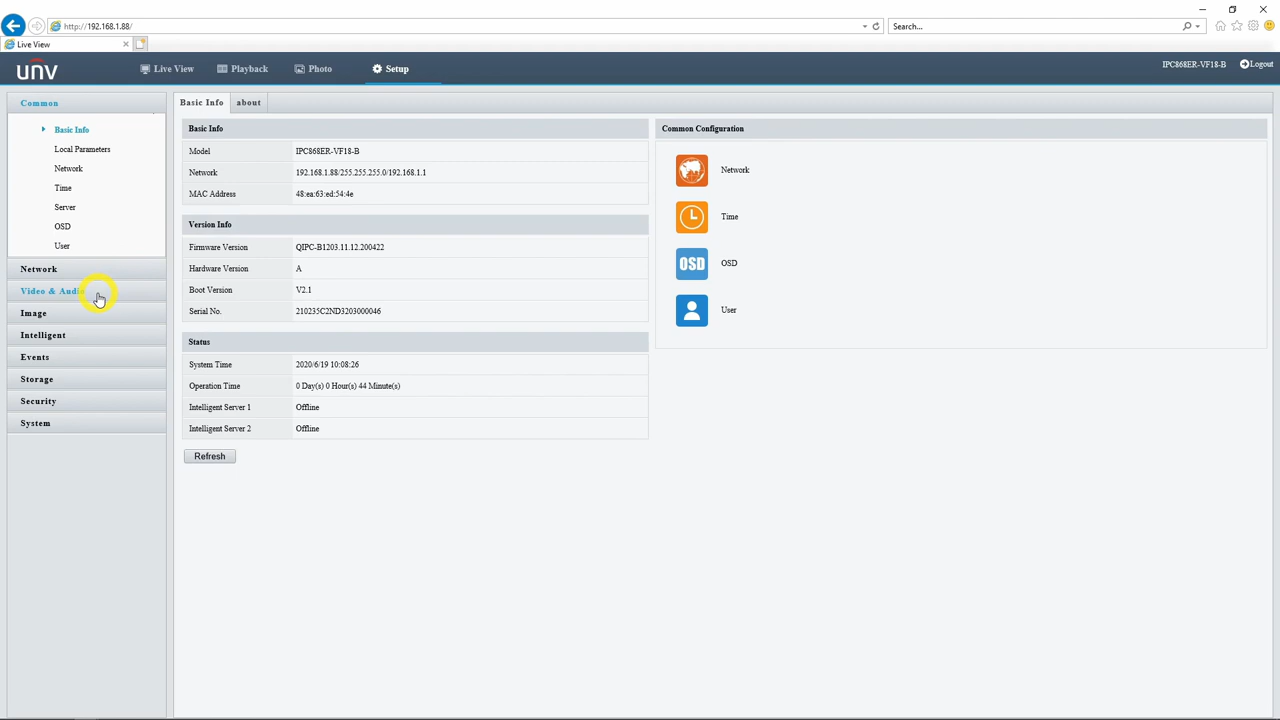 http://192.168.1.88/
Search...
Live View
unv
Live View
Playback
Photo
Setup
IPC868ER-VF18-B
Logout
Common
Basic Info
Local Parameters
Network
Time
Server
OSD
User
Network
Video & Audio
Image
Intelligent
Events
Storage
Security
System
Basic Info
about
Basic Info
Model IPC868ER-VF18-B
Network 192.168.1.88/255.255.255.0/192.168.1.1
MAC Address 48:ea:63:ed:54:4e
Version Info
Firmware Version QIPC-B1203.11.12.200422
Hardware Version A
Boot Version V2.1
Serial No. 210235C2ND3203000046
Status
System Time 2020/6/19 10:08:26
Operation Time 0 Day(s) 0 Hour(s) 44 Minute(s)
Intelligent Server 1 Offline
Intelligent Server 2 Offline
Refresh
Common Configuration
Network
Time
OSD OSD
User